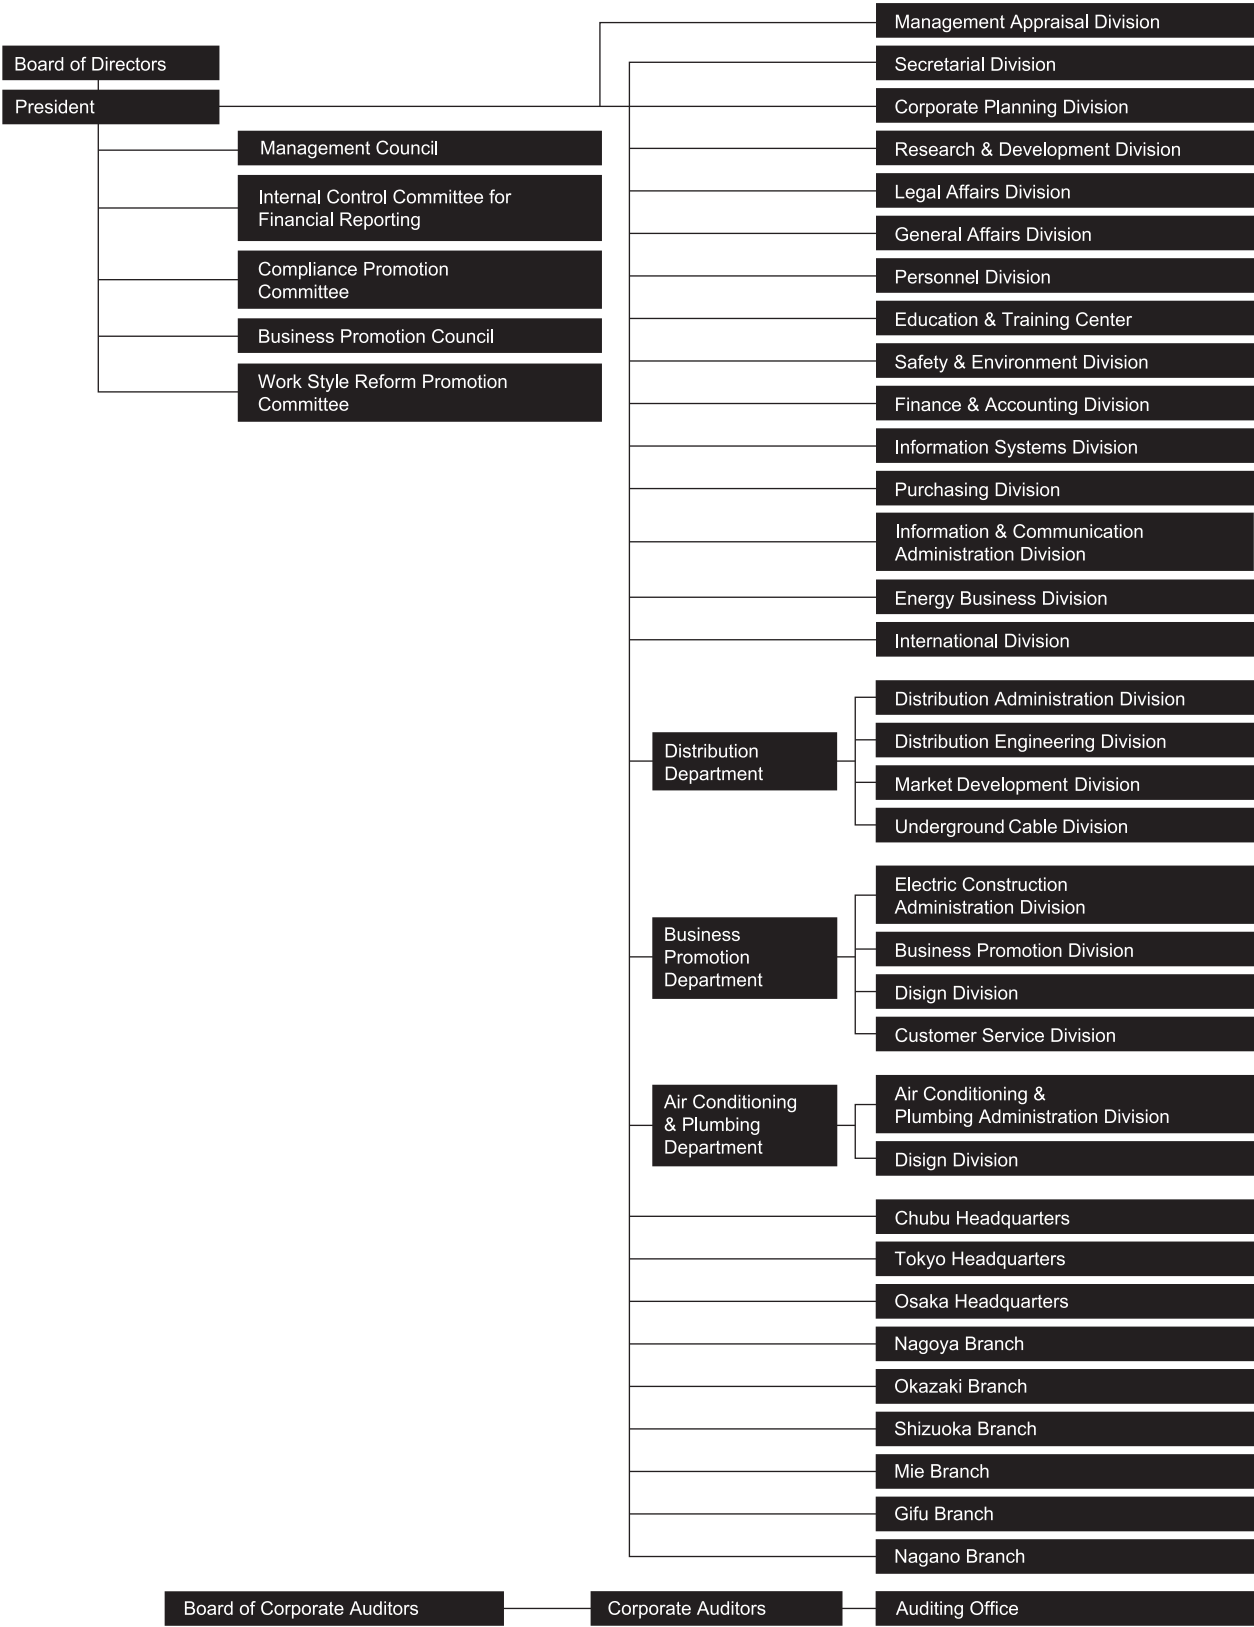 Board of Directors
President
Management Council
Internal Control Committee for
Financial Reporting
Compliance Promotion
Committee
Business Promotion Council
Work Style Reform Promotion
Committee
Management Appraisal Division
Secretarial Division
Corporate Planning Division
Research & Development Division
Legal Affairs Division
General Affairs Division
Personnel Division
Education & Training Center
Safety & Environment Division
Finance & Accounting Division
Information Systems Division
Purchasing Division
Information & Communication
Administration Division
Energy Business Division
International Division
Distribution
Department
Distribution Administration Division
Distribution Engineering Division
Market Development Division
Underground Cable Division
Business
Promotion
Department
Electric Construction
Administration Division
Business Promotion Division
Disign Division
Customer Service Division
Air Conditioning
& Plumbing
Department
Air Conditioning &
Plumbing Administration Division
Disign Division
Chubu Headquarters
Tokyo Headquarters
Osaka Headquarters
Nagoya Branch
Okazaki Branch
Shizuoka Branch
Mie Branch
Gifu Branch
Nagano Branch
Board of Corporate Auditors
Corporate Auditors
Auditing Office